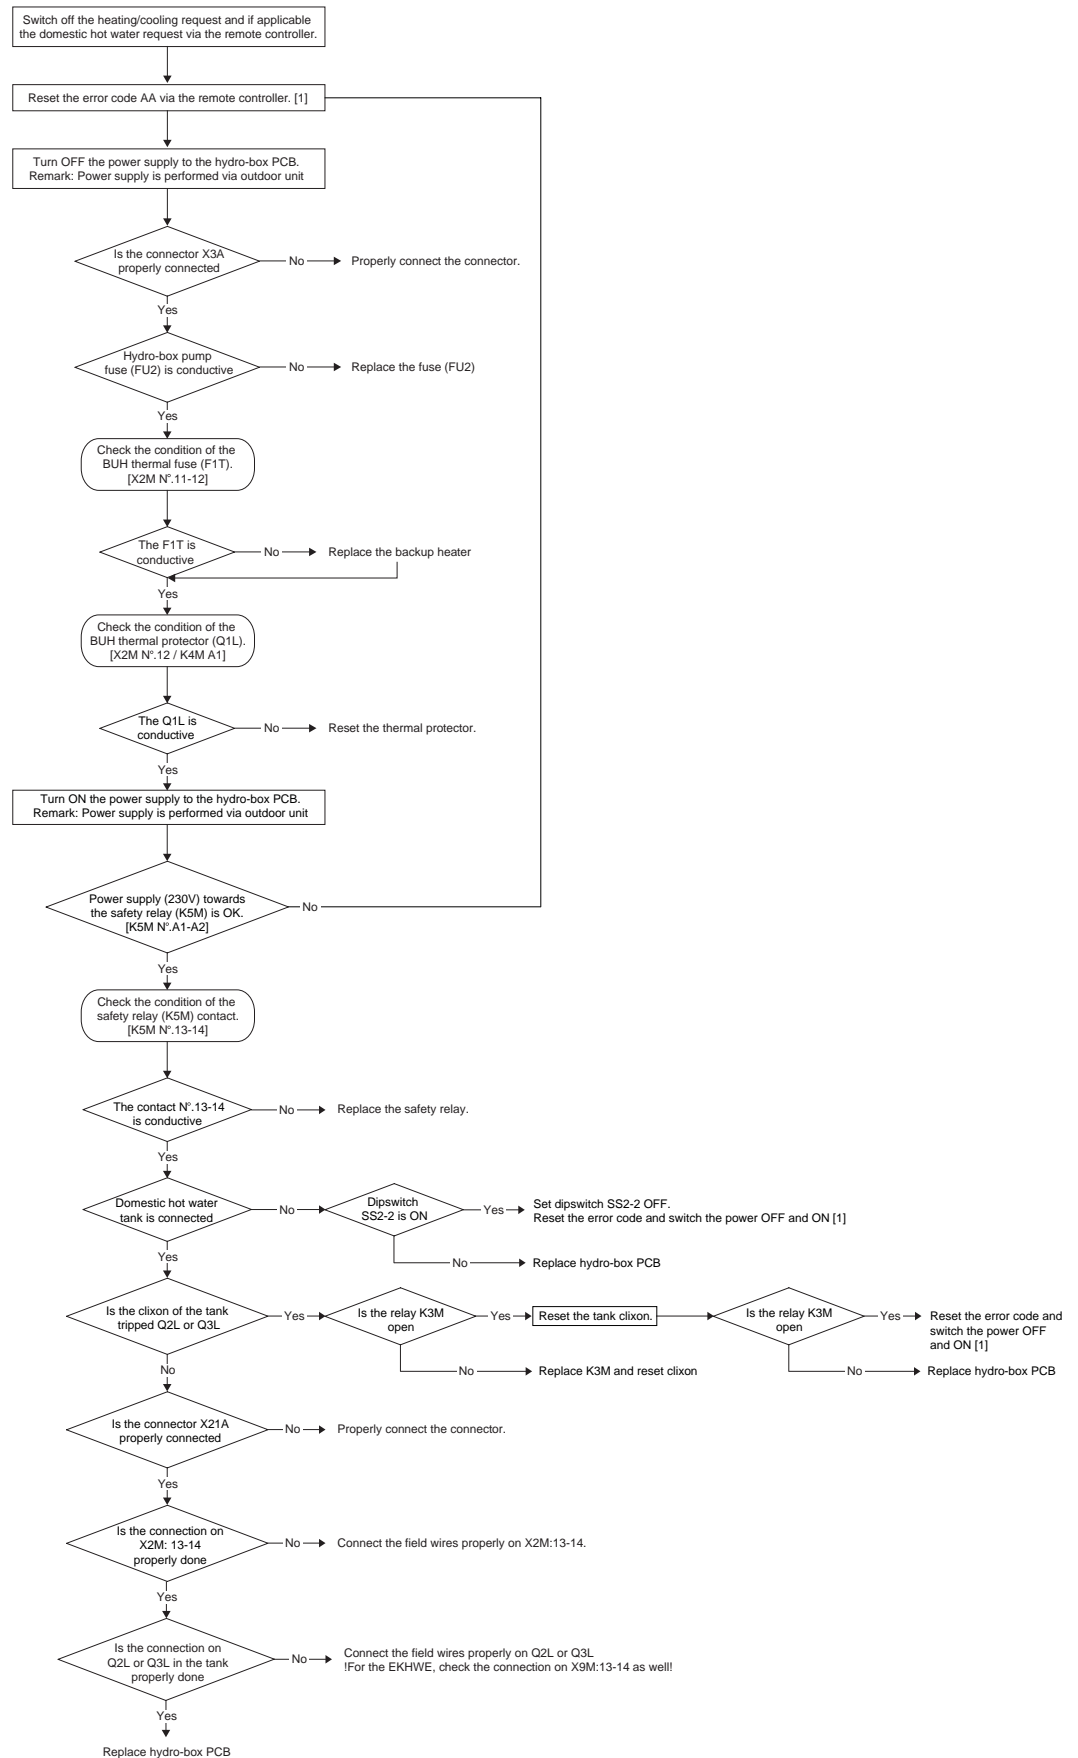 Switch off the heating/cooling request and if applicable
the domestic hot water request via the remote controller.
Reset the error code AA via the remote controller. [1]
Turn OFF the power supply to the hydro-box PCB.
Remark: Power supply is performed via outdoor unit
Is the connector X3A
properly connected
No
Properly connect the connector.
Yes
Hydro-box pump
fuse (FU2) is conductive
No
Replace the fuse (FU2)
Yes
Check the condition of the
BUH thermal fuse (F1T).
[X2M N°.11-12]
The F1T is
conductive
No
Replace the backup heater
Yes
Check the condition of the
BUH thermal protector (Q1L).
[X2M N°.12 / K4M A1]
The Q1L is
conductive
No
Reset the thermal protector.
Yes
Turn ON the power supply to the hydro-box PCB.
Remark: Power supply is performed via outdoor unit
Power supply (230V) towards
the safety relay (K5M) is OK.
[K5M N°.A1-A2]
No
Yes
Check the condition of the
safety relay (K5M) contact.
[K5M N°.13-14]
The contact N°.13-14
is conductive
No
Replace the safety relay.
Yes
Domestic hot water
tank is connected
No
Dipswitch
SS2-2 is ON
Yes
Set dipswitch SS2-2 OFF.
Reset the error code and switch the power OFF and ON [1]
No
Replace hydro-box PCB
Yes
Is the clixon of the tank
tripped Q2L or Q3L
Yes
Is the relay K3M
open
Yes
Reset the tank clixon.
Is the relay K3M
open
Yes
Reset the error code and
switch the power OFF
and ON [1]
No
Replace K3M and reset clixon
No
Replace hydro-box PCB
No
Is the connector X21A
properly connected
No
Properly connect the connector.
Yes
Is the connection on
X2M: 13-14
properly done
No
Connect the field wires properly on X2M:13-14.
Yes
Is the connection on
Q2L or Q3L in the tank
properly done
No
Connect the field wires properly on Q2L or Q3L
!For the EKHWE, check the connection on X9M:13-14 as well!
Yes
Replace hydro-box PCB